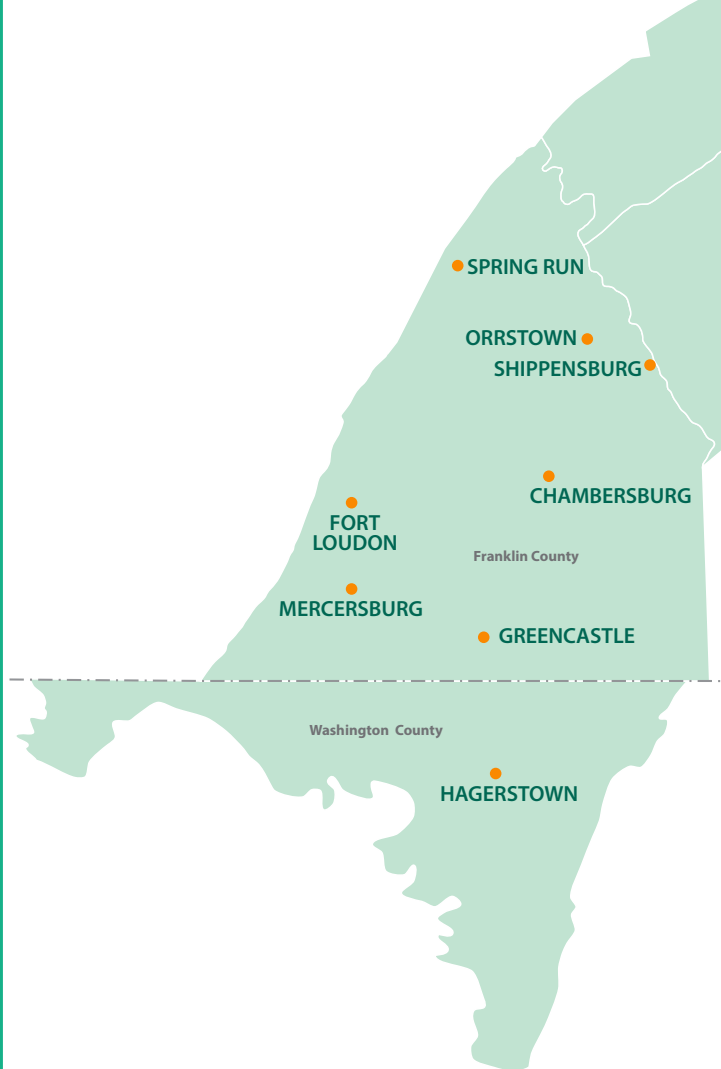 SPRING RUN
ORRSTOWN
SHIPPENSBURG
CHAMBERSBURG
FORT
LOUDON
Franklin County
MERCERSBURG
GREENCASTLE
Washington County
HAGERSTOWN